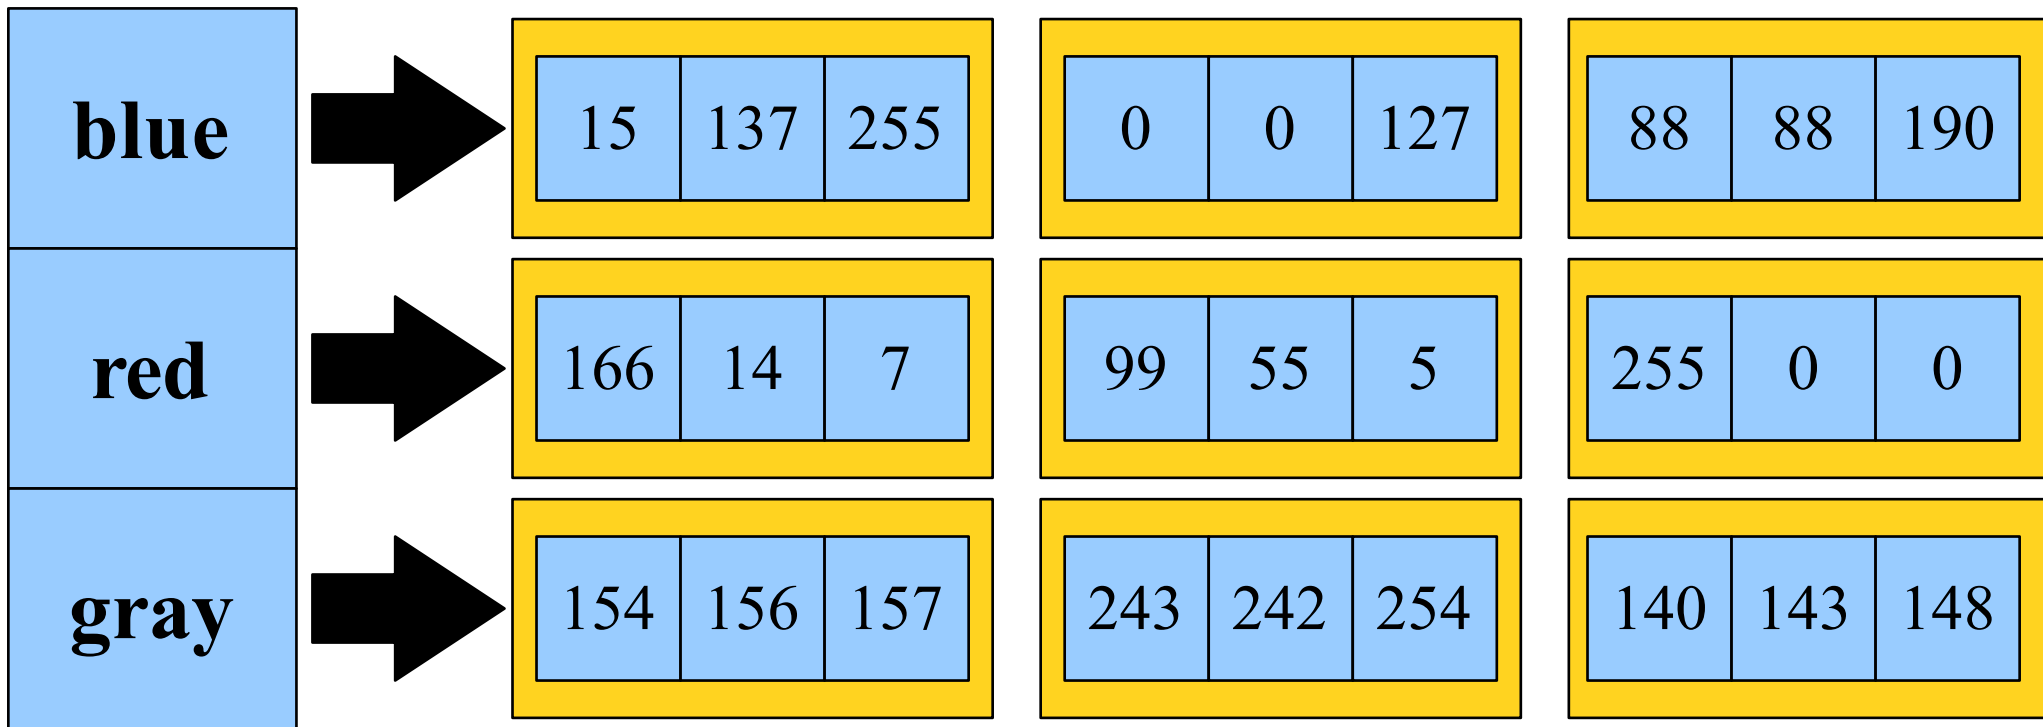 blue 15 137 255 0 0 127 88 88 190
red 166 14 7 99 55 5 255 0 0
gray 154 156 157 243 242 254 140 143 148